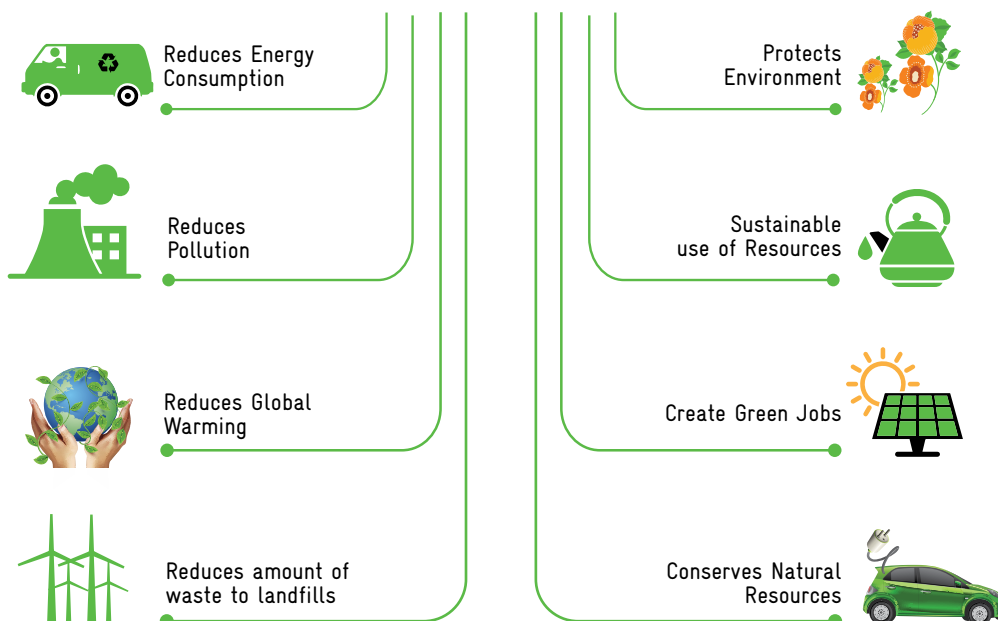 Reduces Energy
Consumption
Protects
Environment
Reduces
Pollution
Sustainable
use of Resources
Reduces Global
Warming
Create Green Jobs
Reduces amount of
waste to landfills
Conserves Natural
Resources